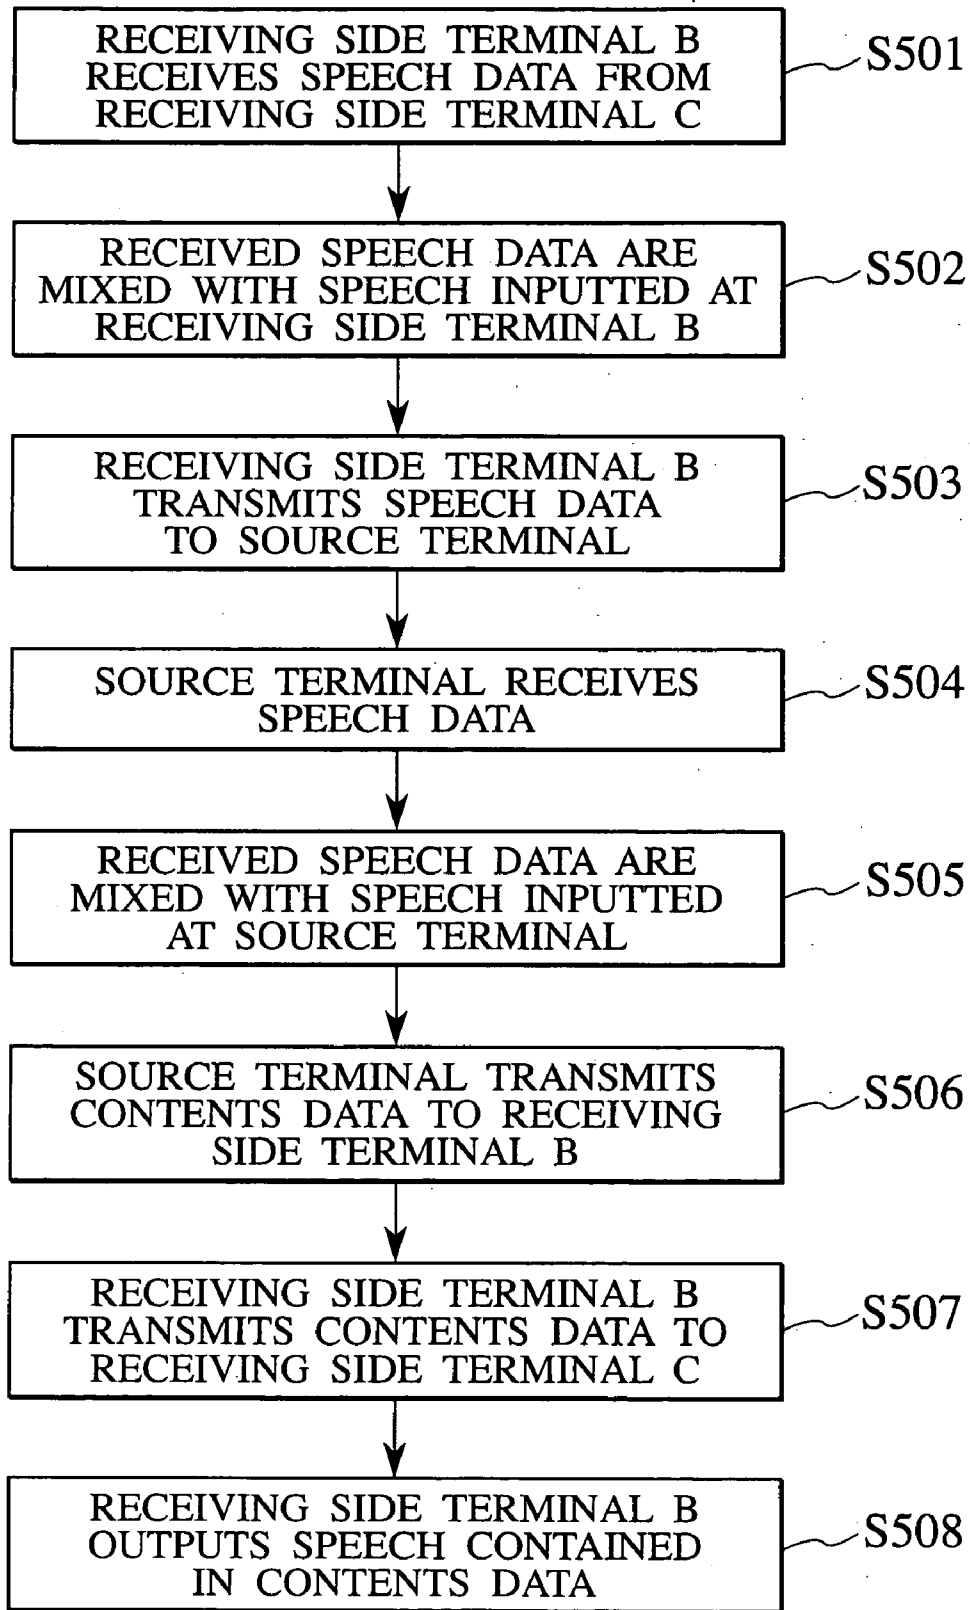 RECEIVING SIDE TERMINAL B
RECEIVES SPEECH DATA FROM
RECEIVING SIDE TERMINAL C
S501
RECEIVED SPEECH DATA ARE
MIXED WITH SPEECH INPUTTED AT
RECEIVING SIDE TERMINAL B
S502
RECEIVING SIDE TERMINAL B
TRANSMITS SPEECH DATA
TO SOURCE TERMINAL
S503
SOURCE TERMINAL RECEIVES
SPEECH DATA
S504
RECEIVED SPEECH DATA ARE
MIXED WITH SPEECH INPUTTED
AT SOURCE TERMINAL
S505
SOURCE TERMINAL TRANSMITS
CONTENTS DATA TO RECEIVING
SIDE TERMINAL B
S506
RECEIVING SIDE TERMINAL B
TRANSMITS CONTENTS DATA TO
RECEIVING SIDE TERMINAL C
S507
RECEIVING SIDE TERMINAL B
OUTPUTS SPEECH CONTAINED
IN CONTENTS DATA
S508